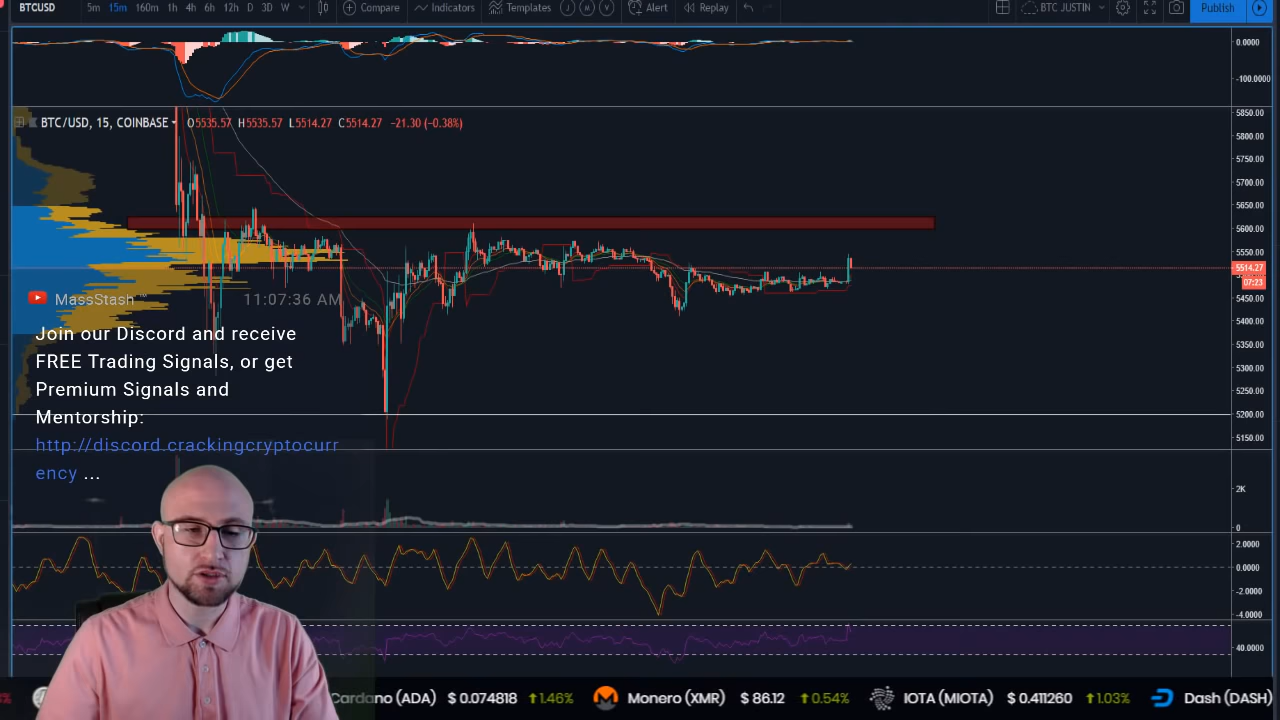 BTCUSD 5m 15m 160m 1h 4h 6h 12h D 3D W Compare Indicators Templates J M V Alert Replay BTC JUSTIN Publish
0.0000
-100.0000
BTC/USD, 15, COINBASE O5535.57 H5535.57 L5514.27 C5514.27 -21.30 (-0.38%)
5850.00
5800.00
5750.00
5700.00
5650.00
5600.00
5550.00
5514.27
07:23
5450.00
5400.00
5350.00
5300.00
5250.00
5200.00
5150.00
MassStash™ 11:07:36 AM
Join our Discord and receive
FREE Trading Signals, or get
Premium Signals and
Mentorship:
http://discord.crackingcryptocurr
ency ...
2K
0
2.0000
0.0000
-2.0000
-4.0000
40.0000
Cardano (ADA) $ 0.074818 1.46% Monero (XMR) $ 86.12 0.54% IOTA (MIOTA) $ 0.411260 1.03% Dash (DASH)